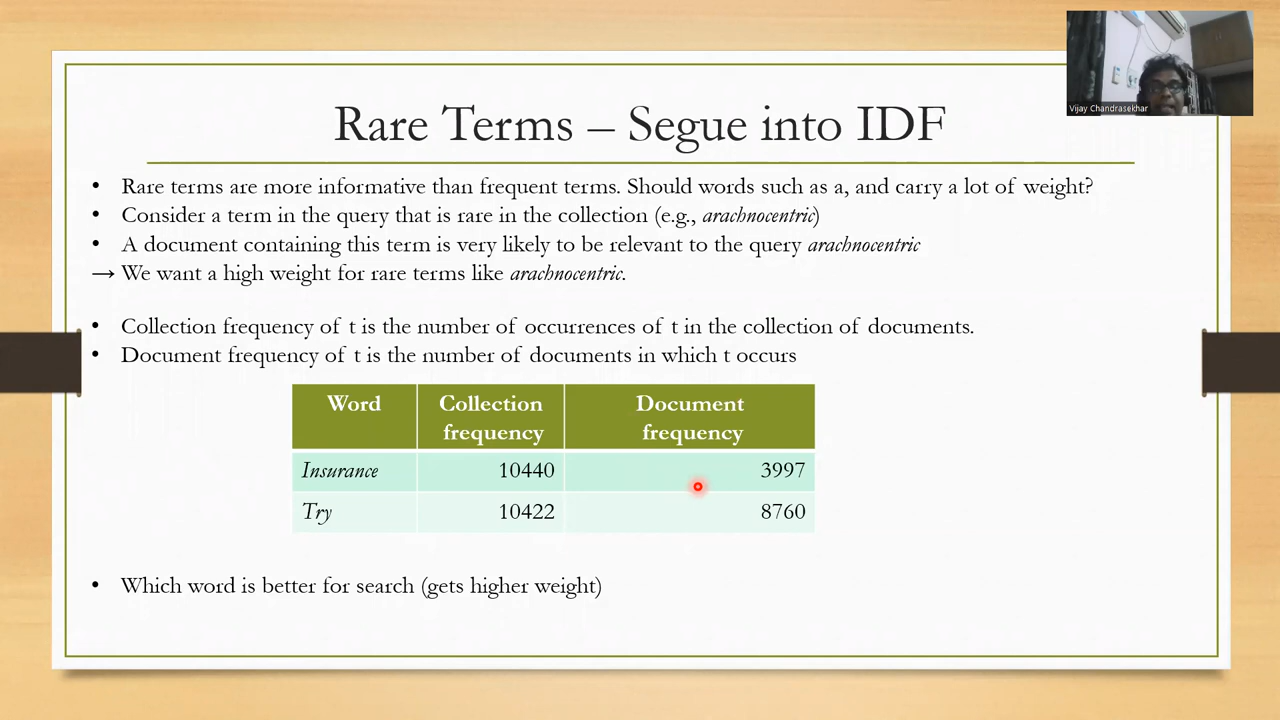 Vijay Chandrasekhar
Rare Terms – Segue into IDF
• Rare terms are more informative than frequent terms. Should words such as a, and carry a lot of weight?
• Consider a term in the query that is rare in the collection (e.g., arachnocentric)
• A document containing this term is very likely to be relevant to the query arachnocentric
→ We want a high weight for rare terms like arachnocentric.
• Collection frequency of t is the number of occurrences of t in the collection of documents.
• Document frequency of t is the number of documents in which t occurs
Word Collection frequency Document frequency
Insurance 10440 3997
Try 10422 8760
• Which word is better for search (gets higher weight)